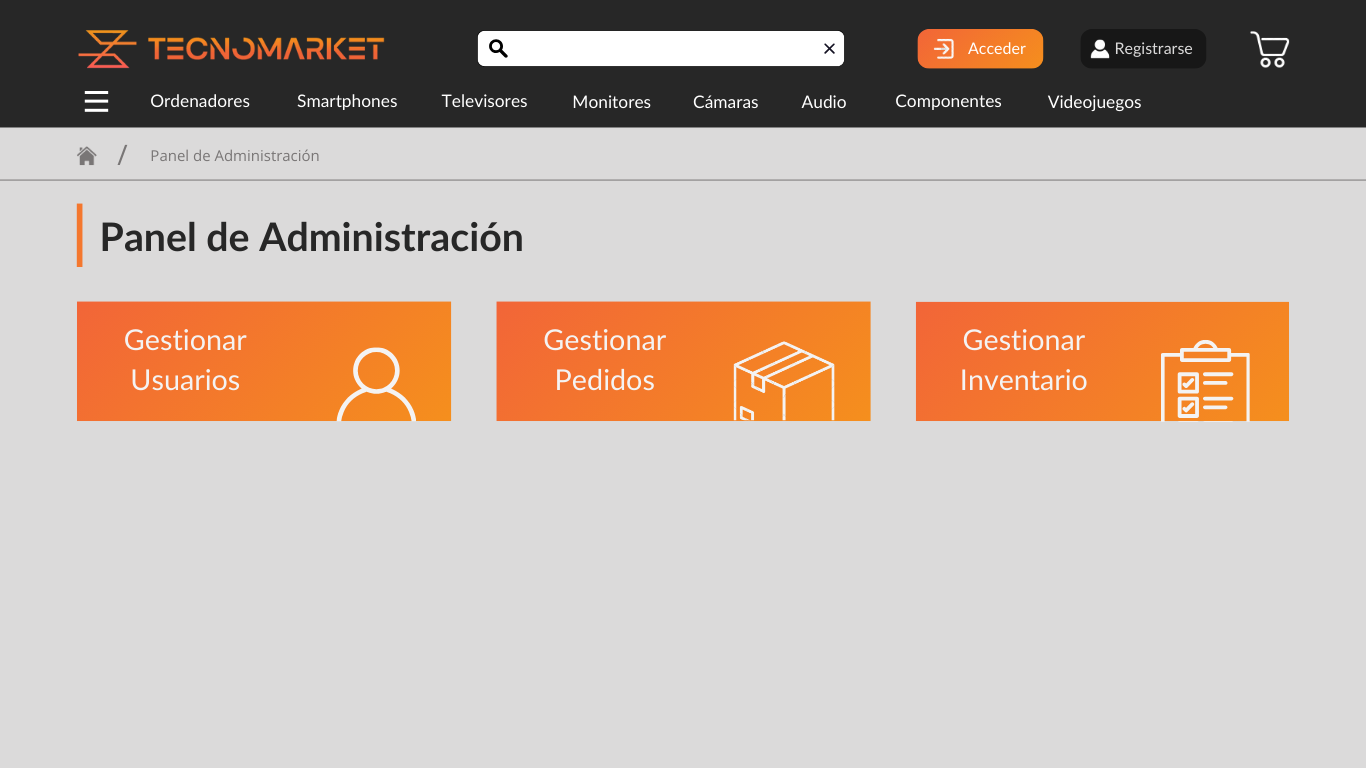 TECNOMARKET
Acceder
Registrarse
Ordenadores Smartphones Televisores Monitores Cámaras Audio Componentes Videojuegos
/ Panel de Administración
Panel de Administración
Gestionar
Usuarios
Gestionar
Pedidos
Gestionar
Inventario